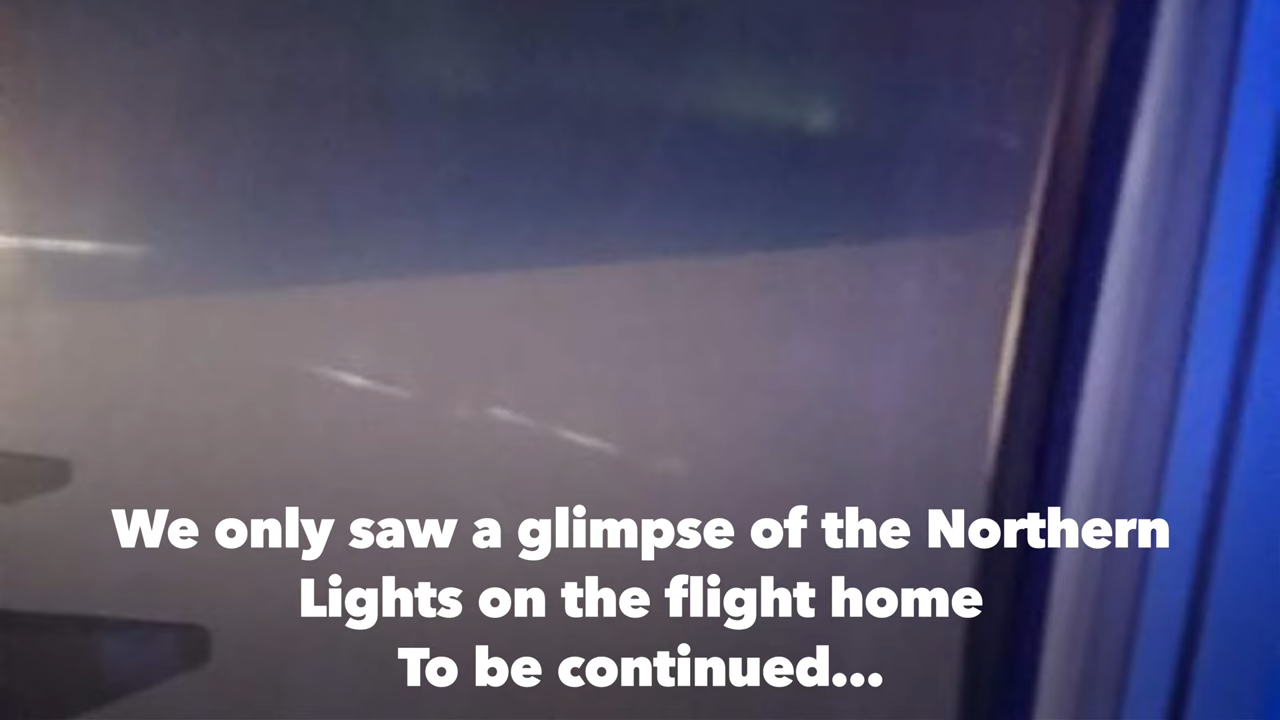 We only saw a glimpse of the Northern
Lights on the flight home
To be continued...